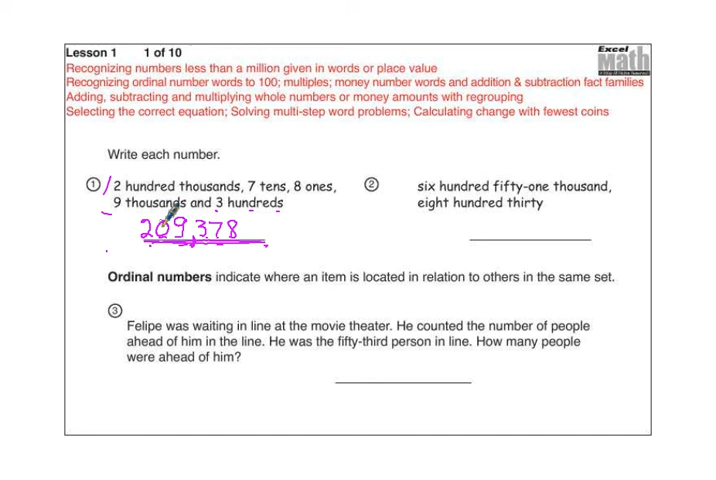 Lesson 1 1 of 10
Excel
Math
Recognizing numbers less than a million given in words or place value
Recognizing ordinal number words to 100; multiples; money number words and addition & subtraction fact families
Adding, subtracting and multiplying whole numbers or money amounts with regrouping
Selecting the correct equation; Solving multi-step word problems; Calculating change with fewest coins
Write each number.
1 2 hundred thousands, 7 tens, 8 ones,
9 thousands and 3 hundreds
209,378
2 six hundred fifty-one thousand,
eight hundred thirty
Ordinal numbers indicate where an item is located in relation to others in the same set.
3
Felipe was waiting in line at the movie theater. He counted the number of people
ahead of him in the line. He was the fifty-third person in line. How many people
were ahead of him?